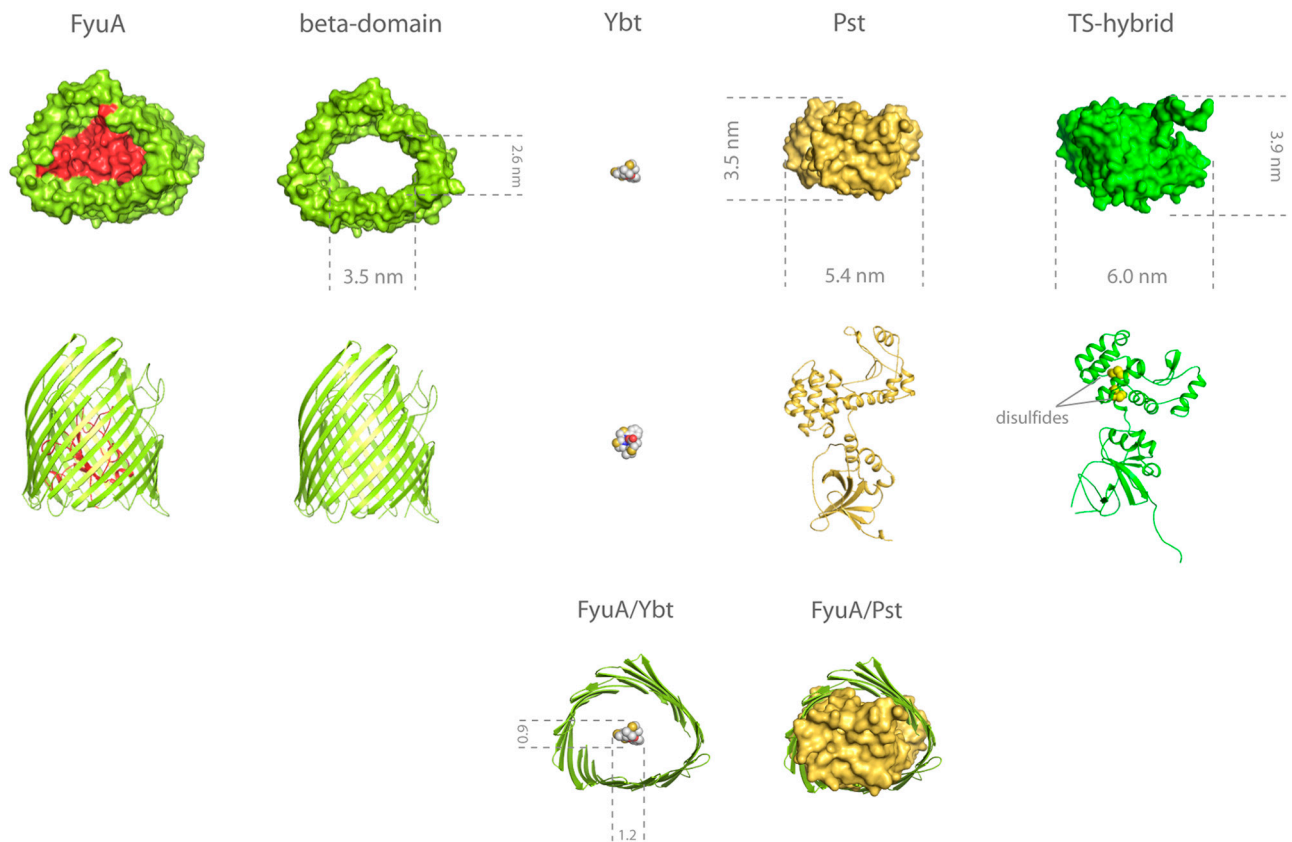 FyuA
beta-domain
Ybt
Pst
TS-hybrid
2.6 nm
3.5 nm
3.5 nm
5.4 nm
3.9 nm
6.0 nm
disulfides
FyuA/Ybt
FyuA/Pst
0.9
1.2